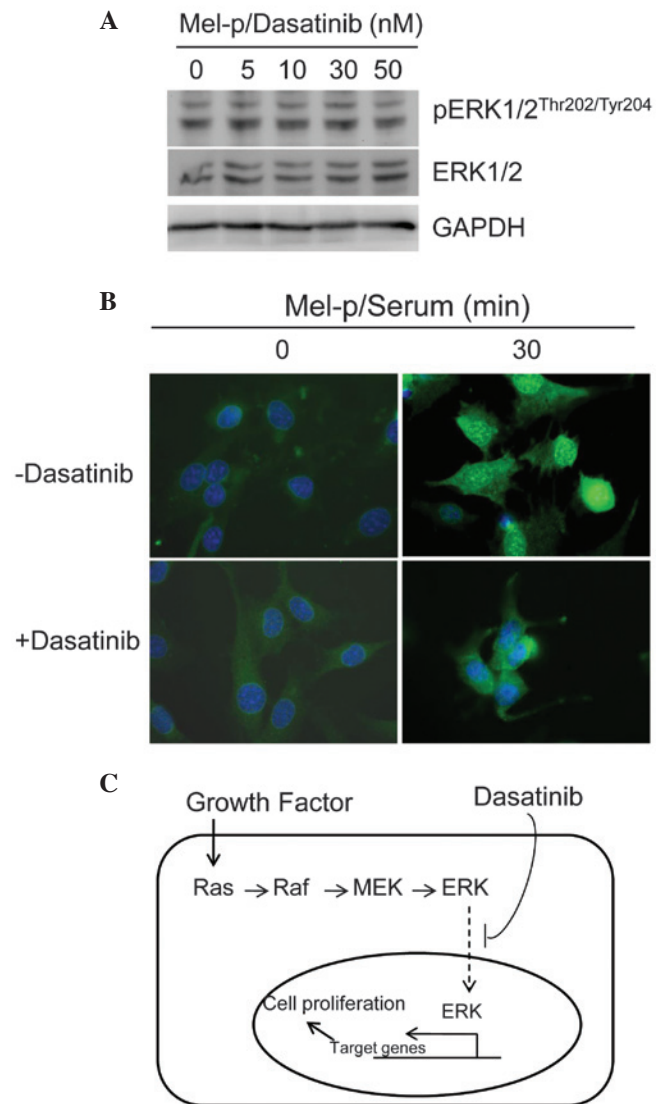 A
Mel-p/Dasatinib (nM)
0 5 10 30 50
pERK1/2Thr202/Tyr204
ERK1/2
GAPDH
B
Mel-p/Serum (min)
0 30
-Dasatinib
+Dasatinib
C
Growth Factor
Dasatinib
Ras → Raf → MEK → ERK
Cell proliferation
ERK
Target genes